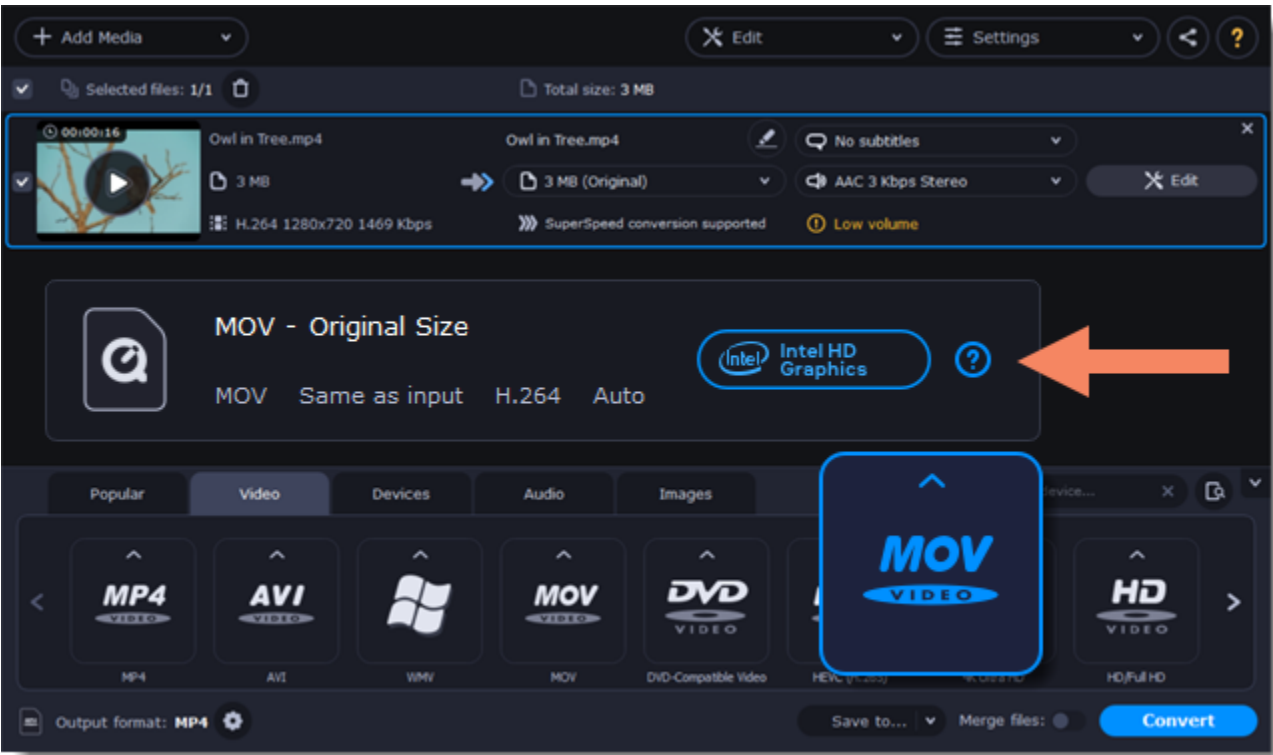 Add Media
Edit
Settings
?
Selected files: 1/1
Total size: 3 MB
00:00:16
Owl in Tree.mp4
Owl in Tree.mp4
No subtitles
3 MB
3 MB (Original)
AAC 3 Kbps Stereo
Edit
H.264 1280x720 1469 Kbps
SuperSpeed conversion supported
Low volume
MOV - Original Size
MOV Same as input H.264 Auto
(intel) Intel HD
Graphics
?
Popular
Video
Devices
Audio
Images
MP4
VIDEO
AVI
VIDEO
MOV
VIDEO
DVD
VIDEO
MOV
VIDEO
HD
VIDEO
MP4
AVI
WMV
MOV
DVD-Compatible Video
HEVC (H.265)
HD/Full HD
Output format: MP4
Save to...
Merge files:
Convert